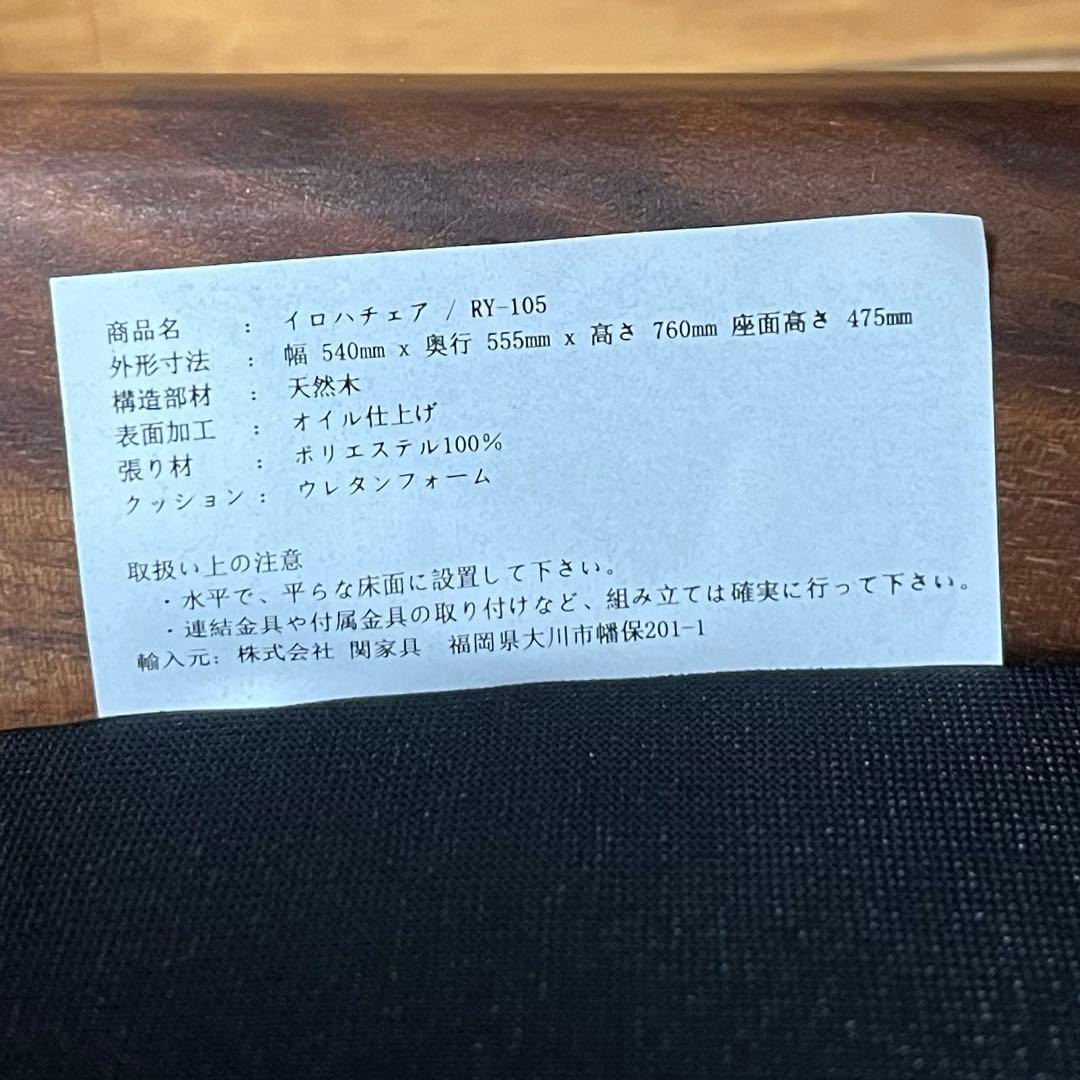 商品名 : イロハチェア / RY-105
外形寸法 : 幅 540mm x 奥行 555mm x 高さ 760mm 座面高さ 475mm
構造部材 : 天然木
表面加工 : オイル仕上げ
張り材 : ポリエステル100%
クッション : ウレタンフォーム
取扱い上の注意
・水平で、平らな床面に設置して下さい。
・連結金具や付属金具の取り付けなど、組み立ては確実に行って下さい。
輸入元: 株式会社 関家具 福岡県大川市幡保201-1